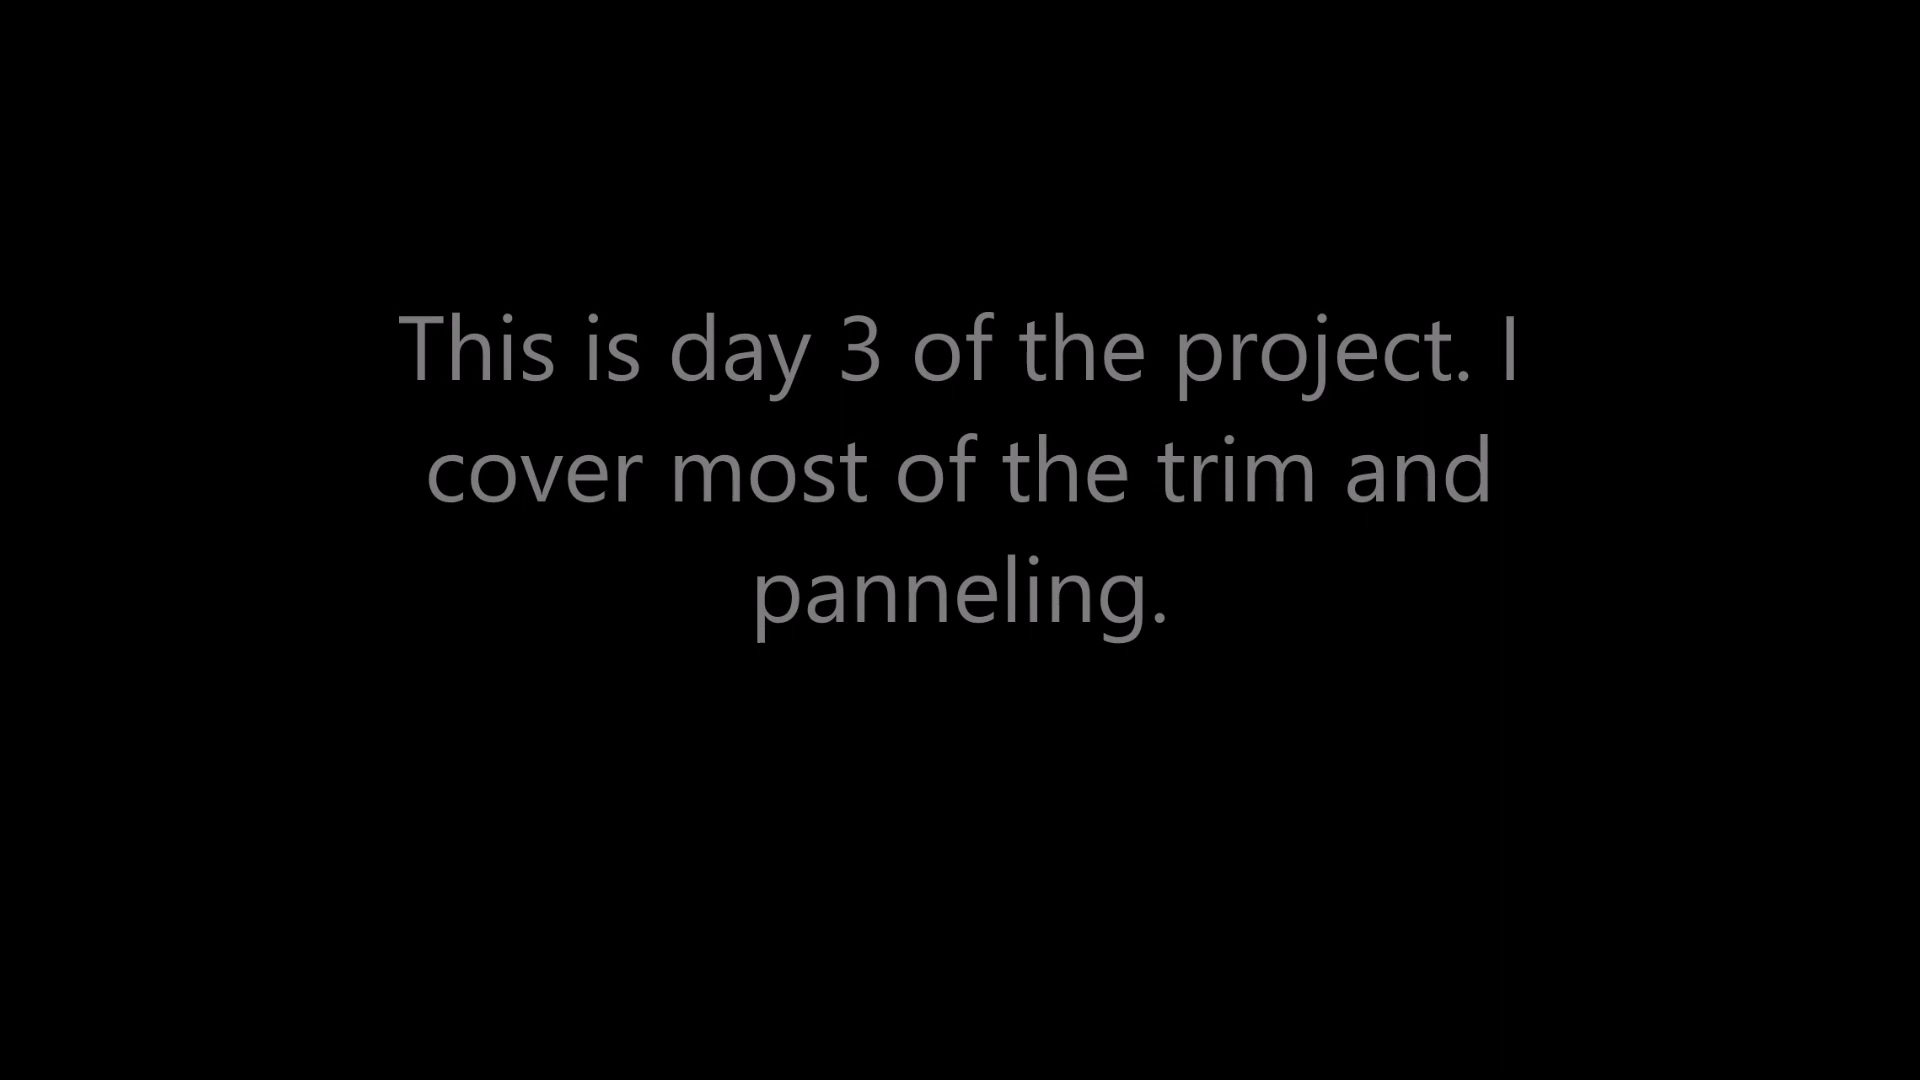 This is day 3 of the project. I
cover most of the trim and
panneling.